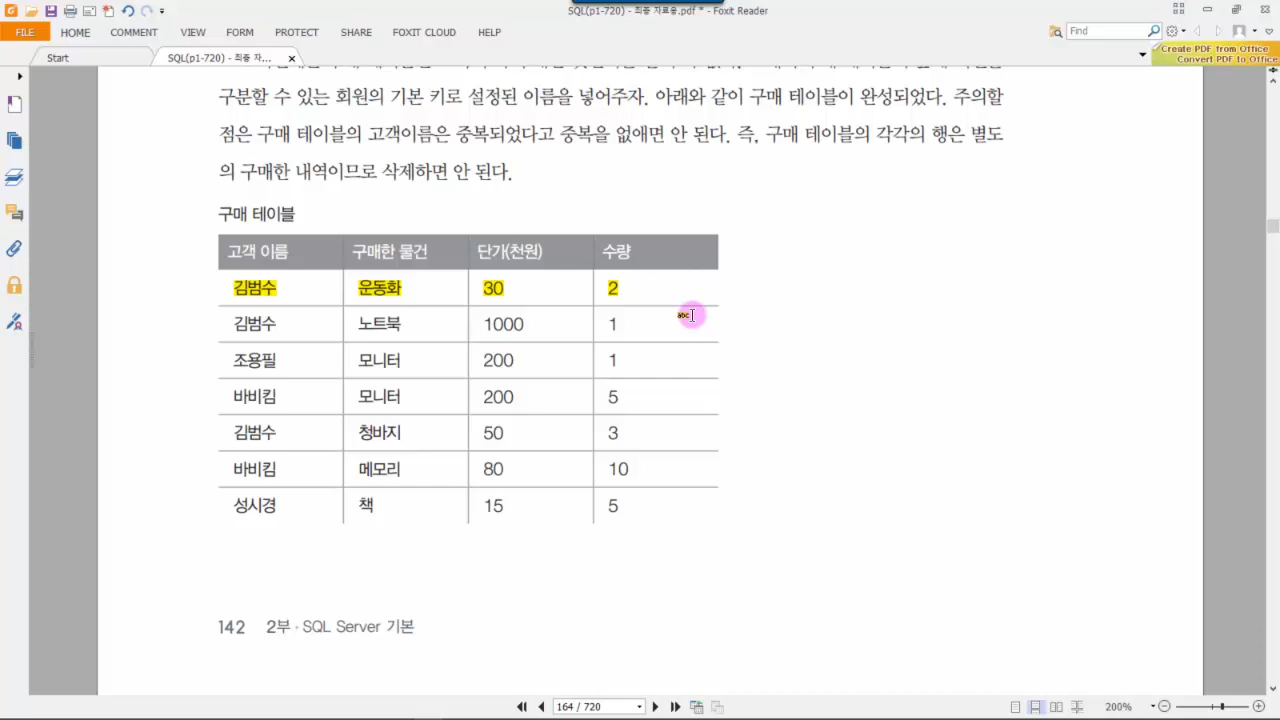 SQL(p1-720) - 최종 자료용.pdf * - Foxit Reader
FILE HOME COMMENT VIEW FORM PROTECT SHARE FOXIT CLOUD HELP Find
Start SQL(p1-720) - 최종 자... Create PDF from Office
Convert PDF to Office
구분할 수 있는 회원의 기본 키로 설정된 이름을 넣어주자. 아래와 같이 구매 테이블이 완성되었다. 주의할
점은 구매 테이블의 고객이름은 중복되었다고 중복을 없애면 안 된다. 즉, 구매 테이블의 각각의 행은 별도
의 구매한 내역이므로 삭제하면 안 된다.
구매 테이블
고객 이름 구매한 물건 단가(천원) 수량
김범수 운동화 30 2
김범수 노트북 1000 1
조용필 모니터 200 1
바비킴 모니터 200 5
김범수 청바지 50 3
바비킴 메모리 80 10
성시경 책 15 5
142 2부 · SQL Server 기본
164 / 720 200%